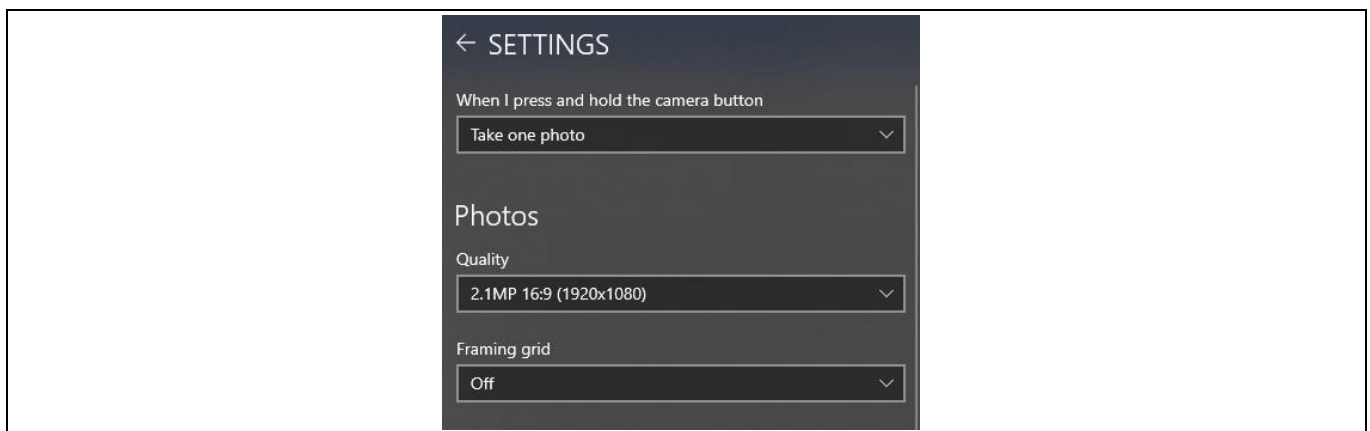 ← SETTINGS
When I press and hold the camera button
Take one photo
Photos
Quality
2.1MP 16:9 (1920x1080)
Framing grid
Off